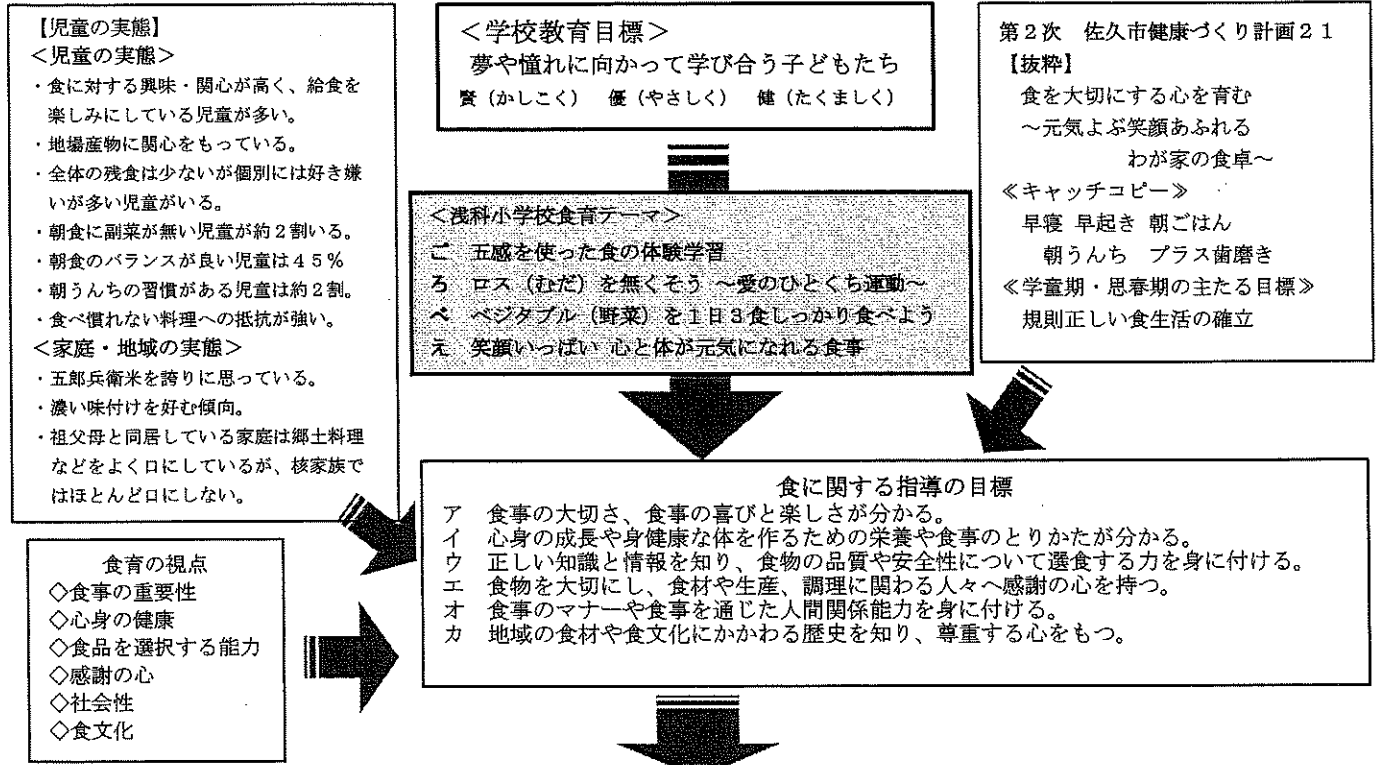 【児童の実態】
＜児童の実態＞
・食に対する興味・関心が高く、給食を
楽しみにしている児童が多い。
・地場産物に関心をもっている。
・全体の残食は少ないが個別には好き嫌
いが多い児童がいる。
・朝食に副菜が無い児童が約２割いる。
・朝食のバランスが良い児童は４５％
・朝うんちの習慣がある児童は約２割。
・食べ慣れない料理への抵抗が強い。
＜家庭・地域の実態＞
・五郎兵衛米を誇りに思っている。
・濃い味付けを好む傾向。
・祖父母と同居している家庭は郷土料理
などをよく口にしているが、核家族で
はほとんど口にしない。
＜学校教育目標＞
夢や憧れに向かって学び合う子どもたち
賢（かしこく）　優（やさしく）　健（たくましく）
第２次　佐久市健康づくり計画２１
【抜粋】
食を大切にする心を育む
～元気よぶ笑顔あふれる
わが家の食卓～
≪キャッチコピー≫
早寝 早起き 朝ごはん
朝うんち　プラス歯磨き
≪学童期・思春期の主たる目標≫
規則正しい食生活の確立
＜浅科小学校食育テーマ＞
ご　五感を使った食の体験学習
ろ　ロス（むだ）を無くそう ～愛のひとくち運動～
べ　ベジタブル（野菜）を１日３食しっかり食べよう
え　笑顔いっぱい 心と体が元気になれる食事
食に関する指導の目標
ア　食事の大切さ、食事の喜びと楽しさが分かる。
イ　心身の成長や身健康な体を作るための栄養や食事のとりかたが分かる。
ウ　正しい知識と情報を知り、食物の品質や安全性について選食する力を身に付ける。
エ　食物を大切にし、食材や生産、調理に関わる人々へ感謝の心を持つ。
オ　食事のマナーや食事を通じた人間関係能力を身に付ける。
カ　地域の食材や食文化にかかわる歴史を知り、尊重する心をもつ。
食育の視点
◇食事の重要性
◇心身の健康
◇食品を選択する能力
◇感謝の心
◇社会性
◇食文化